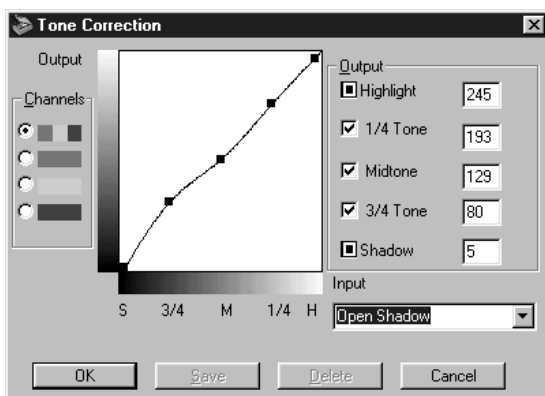 Tone Correction
Output
Channels
Output
Highlight 245
1/4 Tone 193
Midtone 129
3/4 Tone 80
Shadow 5
S 3/4 M 1/4 H
Input
Open Shadow
OK Save Delete Cancel